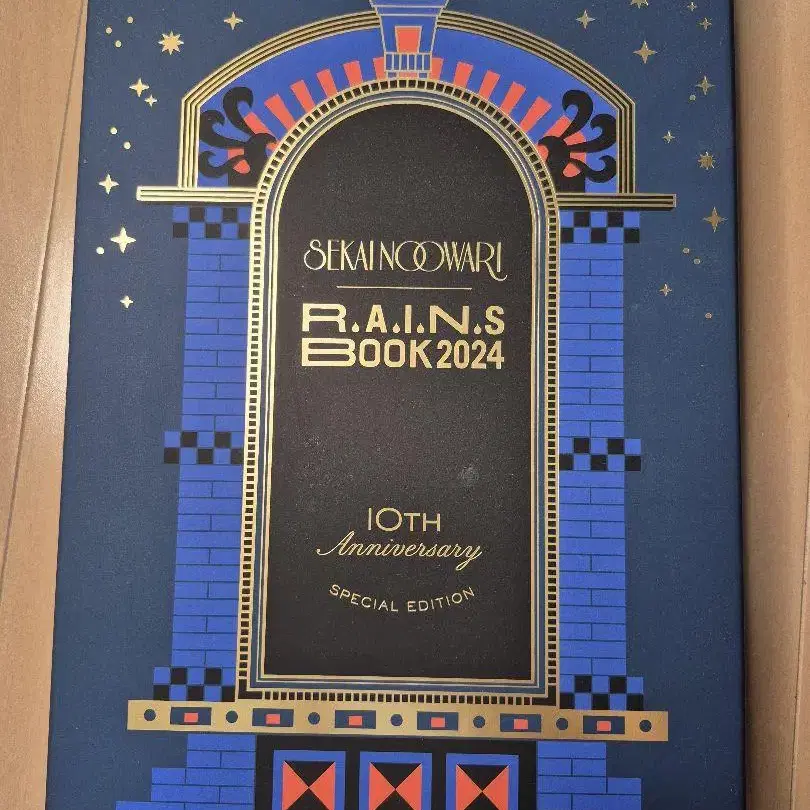 SEKAI NO OWARI
R.A.I.N.S
BOOK 2024
10TH
Anniversary
SPECIAL EDITION